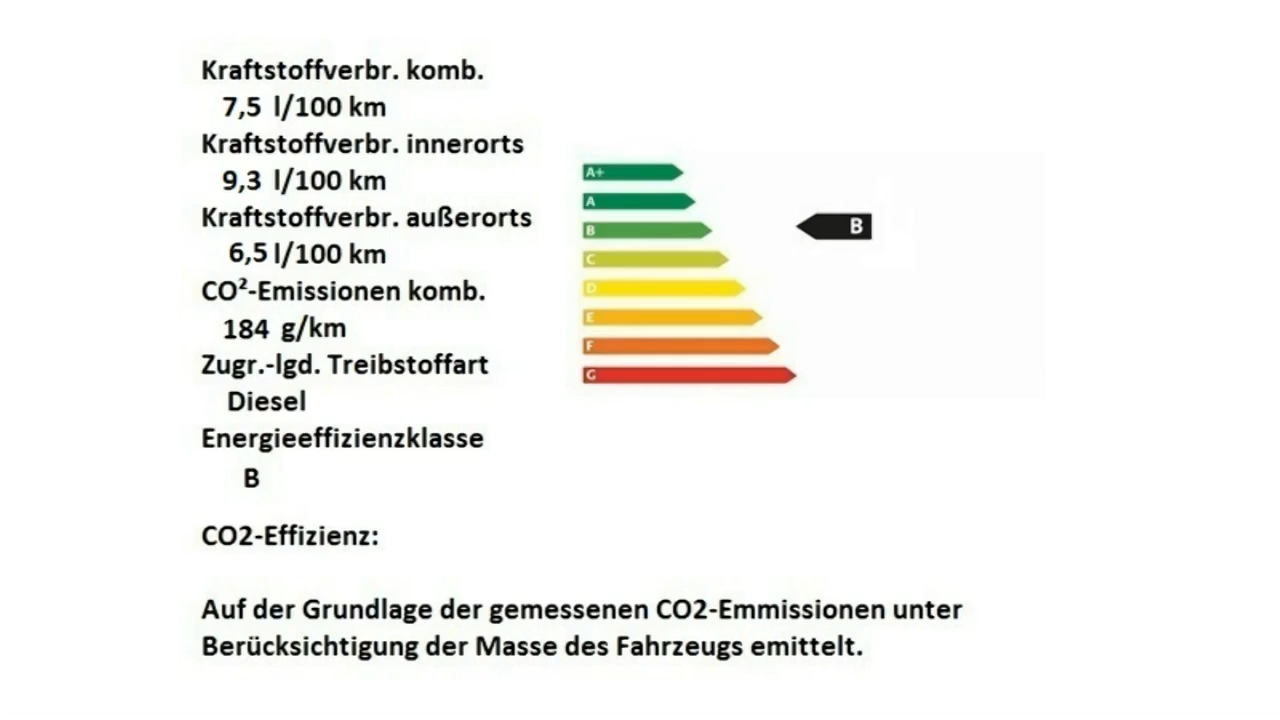 Kraftstoffverbr. komb.
7,5 l/100 km
Kraftstoffverbr. innerorts
9,3 l/100 km
Kraftstoffverbr. außerorts
6,5 l/100 km
CO²-Emissionen komb.
184 g/km
Zugr.-lgd. Treibstoffart
Diesel
Energieeffizienzklasse
B
A+
A
B
B
C
D
E
F
G
CO2-Effizienz:
Auf der Grundlage der gemessenen CO2-Emmissionen unter
Berücksichtigung der Masse des Fahrzeugs emittelt.